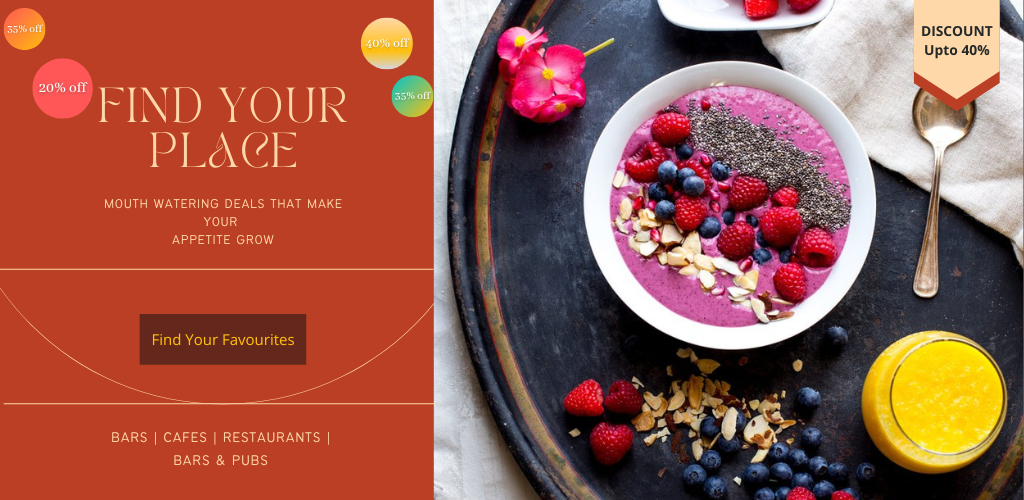 35% off
40% off
20% off
35% off
FIND YOUR
PLACE
MOUTH WATERING DEALS THAT MAKE
YOUR
APPETITE GROW
Find Your Favourites
BARS | CAFES | RESTAURANTS |
BARS & PUBS
DISCOUNT
Upto 40%